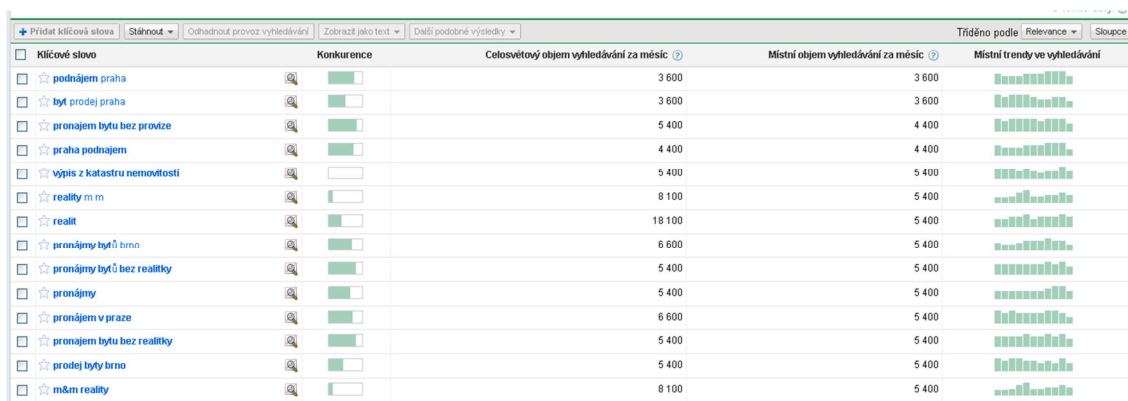 Přidat klíčová slova Stáhnout Odhadnout provoz vyhledávání Zobrazit jako text Další podobné výsledky Tříděno podle Relevance Sloupce
Klíčové slovo Konkurence Celosvětový objem vyhledávání za měsíc Místní objem vyhledávání za měsíc Místní trendy ve vyhledávání
podnájem praha 3 600 3 600
byt prodej praha 3 600 3 600
pronajem bytu bez provize 5 400 4 400
praha podnajem 4 400 4 400
výpis z katastru nemovitostí 5 400 5 400
reality m m 8 100 5 400
realit 18 100 5 400
pronájmy bytů brno 6 600 5 400
pronájmy bytů bez realitky 5 400 5 400
pronájmy 5 400 5 400
pronájem v praze 6 600 5 400
pronajem bytu bez realitky 5 400 5 400
prodej byty brno 5 400 5 400
m&m reality 8 100 5 400